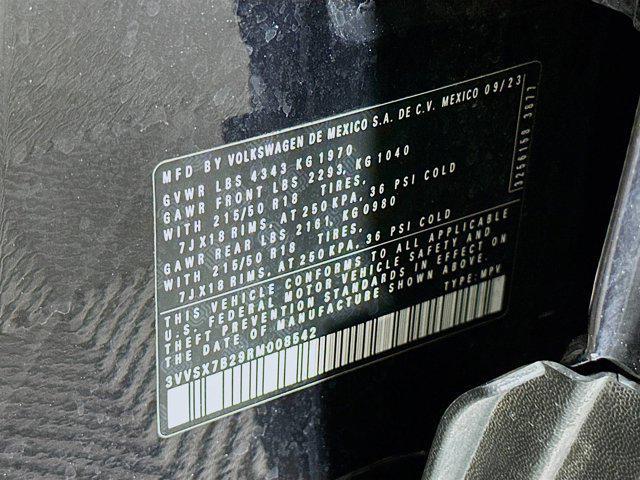 MFD BY VOLKSWAGEN DE MEXICO S.A. DE C.V. MEXICO 09/23
GVWR LBS 4343 KG 1970
GAWR FRONT LBS 2293, KG 1040
WITH 215/50 R18 TIRES,
7JX18 RIMS, AT 250 KPA, 36 PSI COLD
GAWR REAR LBS 2161, KG0980
WITH 215/50 R18 TIRES,
7JX18 RIMS, AT 250 KPA, 36 PSI COLD
THIS VEHICLE CONFORMS TO ALL APPLICABLE
U.S. FEDERAL MOTOR VEHICLE SAFETY AND
THEFT PREVENTION STANDARDS IN EFFECT ON
THE DATE OF MANUFACTURE SHOWN ABOVE.
3VVSX7B29RM008542 TYPE: MPV
3256158 3877